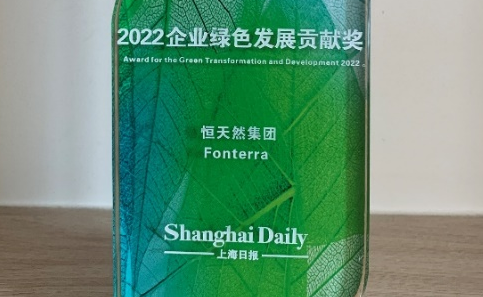 2022企业绿色发展贡献奖
Award for the Green Transformation and Development 2022
恒天然集团
Fonterra
Shanghai Daily
上海日报